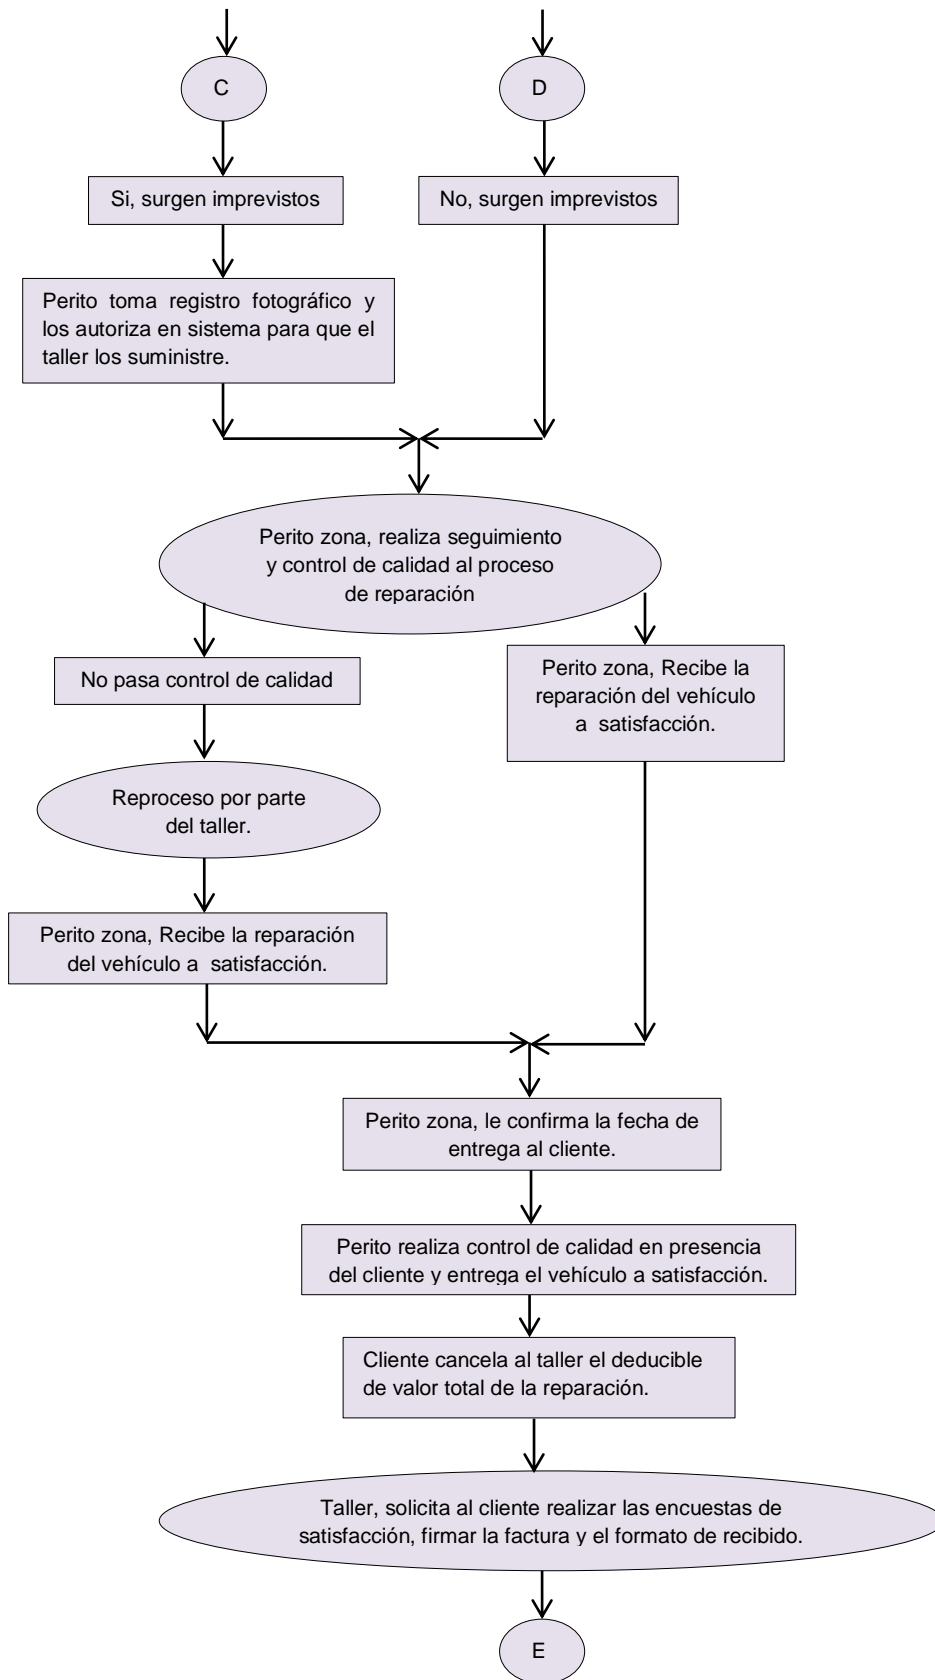 C
D
Si, surgen imprevistos
No, surgen imprevistos
Perito toma registro fotográfico y
los autoriza en sistema para que el
taller los suministre.
Perito zona, realiza seguimiento
y control de calidad al proceso
de reparación
No pasa control de calidad
Perito zona, Recibe la
reparación del vehículo
a satisfacción.
Reproceso por parte
del taller.
Perito zona, Recibe la reparación
del vehículo a satisfacción.
Perito zona, le confirma la fecha de
entrega al cliente.
Perito realiza control de calidad en presencia
del cliente y entrega el vehículo a satisfacción.
Cliente cancela al taller el deducible
de valor total de la reparación.
Taller, solicita al cliente realizar las encuestas de
satisfacción, firmar la factura y el formato de recibido.
E